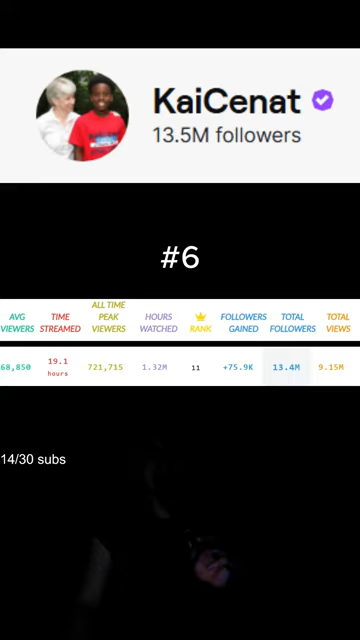 KaiCenat
13.5M followers
#6
AVG VIEWERS TIME STREAMED ALL TIME PEAK VIEWERS HOURS WATCHED RANK FOLLOWERS GAINED TOTAL FOLLOWERS TOTAL VIEWS
68,850 19.1 hours 721,715 1.32M 11 +75.9K 13.4M 9.15M
14/30 subs